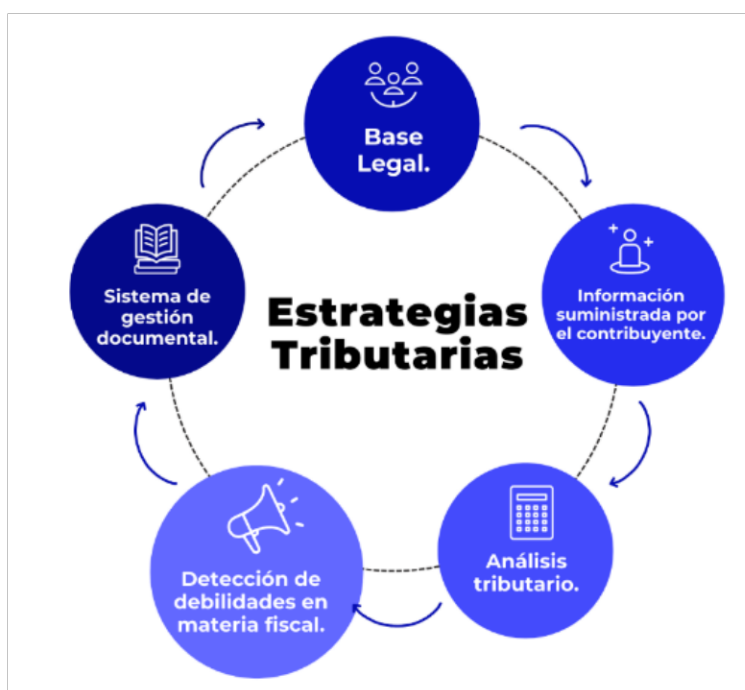 Base
Legal.
Información
suministrada por
el contribuyente.
Análisis
tributario.
Detección de
debilidades en
materia fiscal.
Sistema de
gestión
documental.
Estrategias
Tributarias